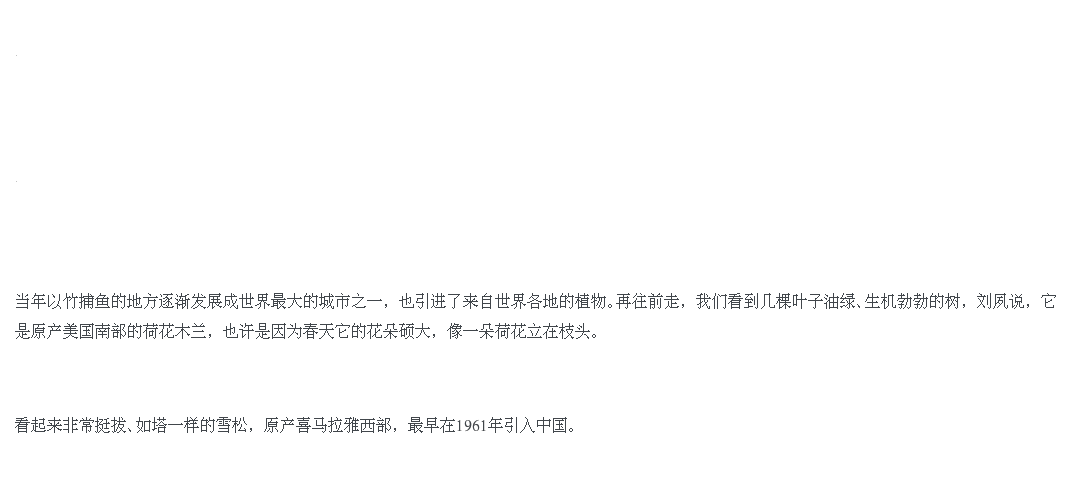 当年以竹捕鱼的地方逐渐发展成世界最大的城市之一，也引进了来自世界各地的植物。再往前走，我们看到几棵叶子油绿、生机勃勃的树，刘夙说，它
是原产美国南部的荷花木兰，也许是因为春天它的花朵硕大，像一朵荷花立在枝头。
看起来非常挺拔、如塔一样的雪松，原产喜马拉雅西部，最早在1961年引入中国。